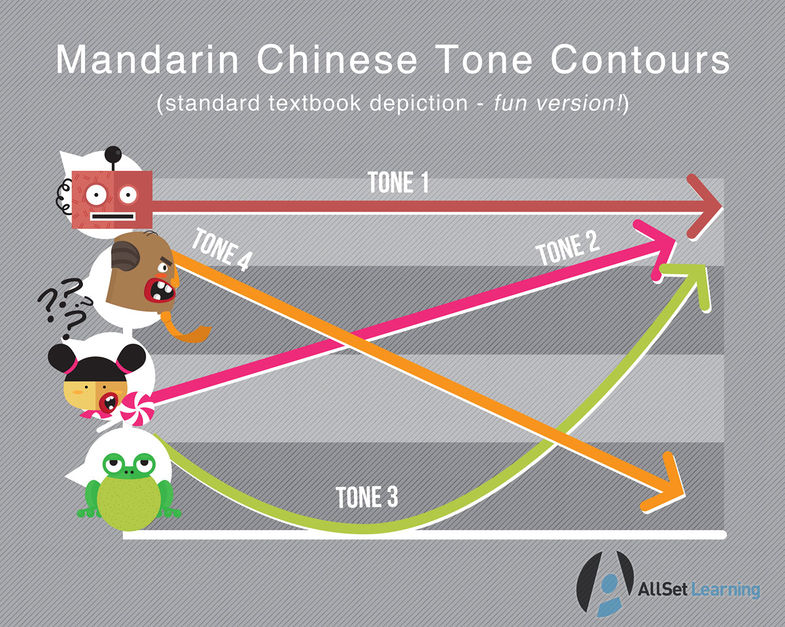 Mandarin Chinese Tone Contours
(standard textbook depiction - fun version!)
TONE 1
TONE 4
TONE 2
???
TONE 3
AllSet Learning